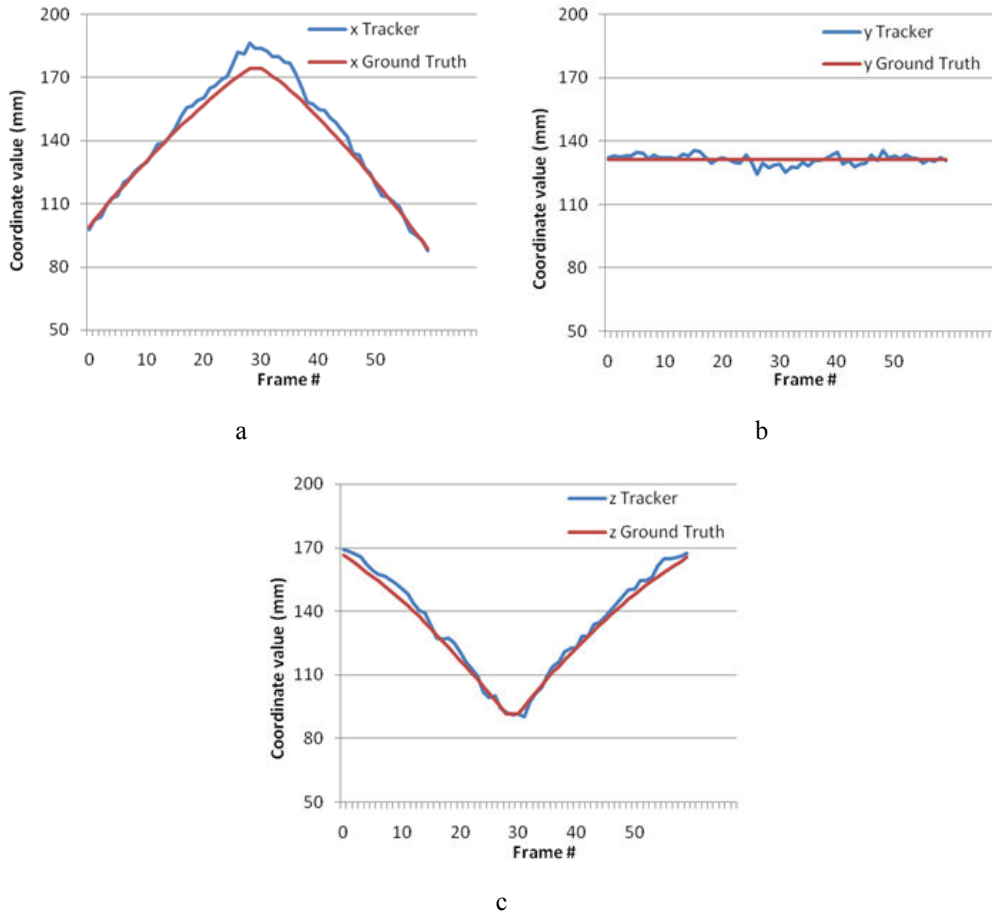 200
170
140
110
80
50
Coordinate value (mm)
x Tracker
x Ground Truth
0 10 20 30 40 50
Frame #
a
200
170
140
110
80
50
Coordinate value (mm)
y Tracker
y Ground Truth
0 10 20 30 40 50
Frame #
b
200
170
140
110
80
50
Coordinate value (mm)
z Tracker
z Ground Truth
0 10 20 30 40 50
Frame #
c